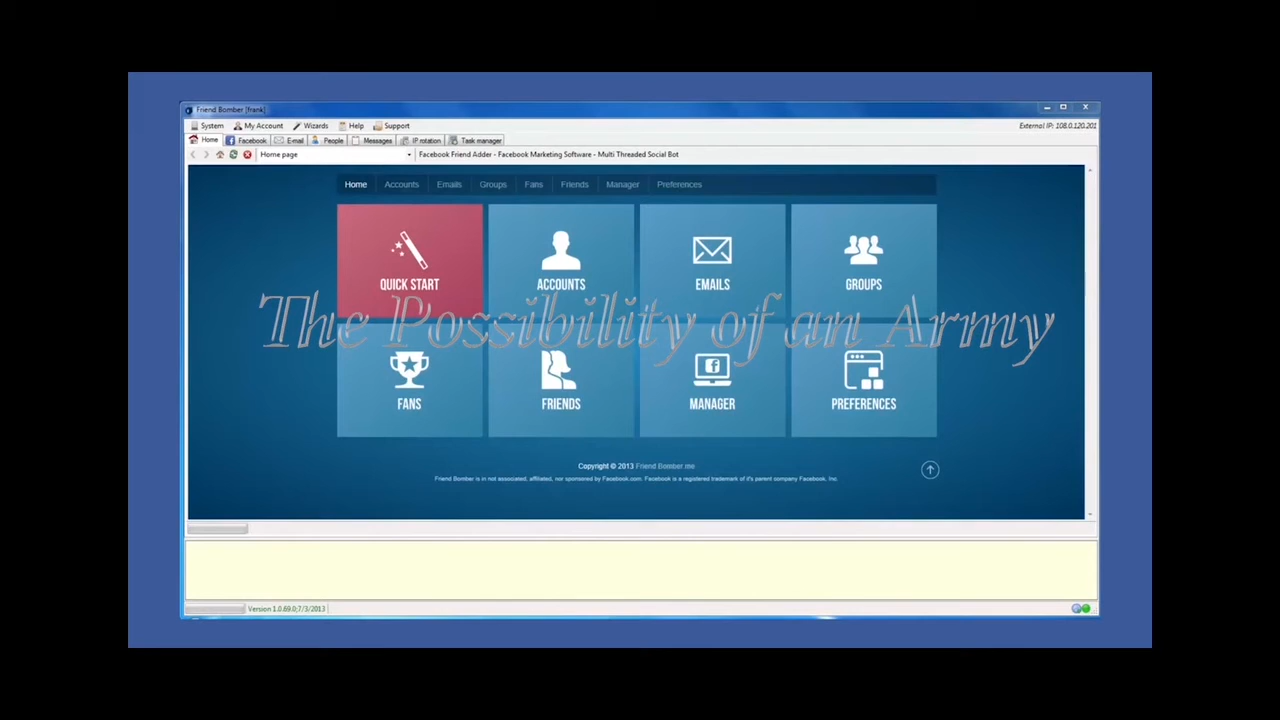 Friend Bomber [frank]
System My Account Wizards Help Support External IP: 108.0.120.201
Home Facebook E-mail People Messages IP rotation Task manager
Home page Facebook Friend Adder - Facebook Marketing Software - Multi Threaded Social Bot
Home Accounts Emails Groups Fans Friends Manager Preferences
QUICK START ACCOUNTS EMAILS GROUPS
The Possibility of an Army
FANS FRIENDS MANAGER PREFERENCES
Copyright © 2013 Friend Bomber.me
Friend Bomber is in not associated, affiliated, nor sponsored by Facebook.com. Facebook is a registered trademark of it's parent company Facebook, Inc.
Version 1.0.69.0;7/3/2013